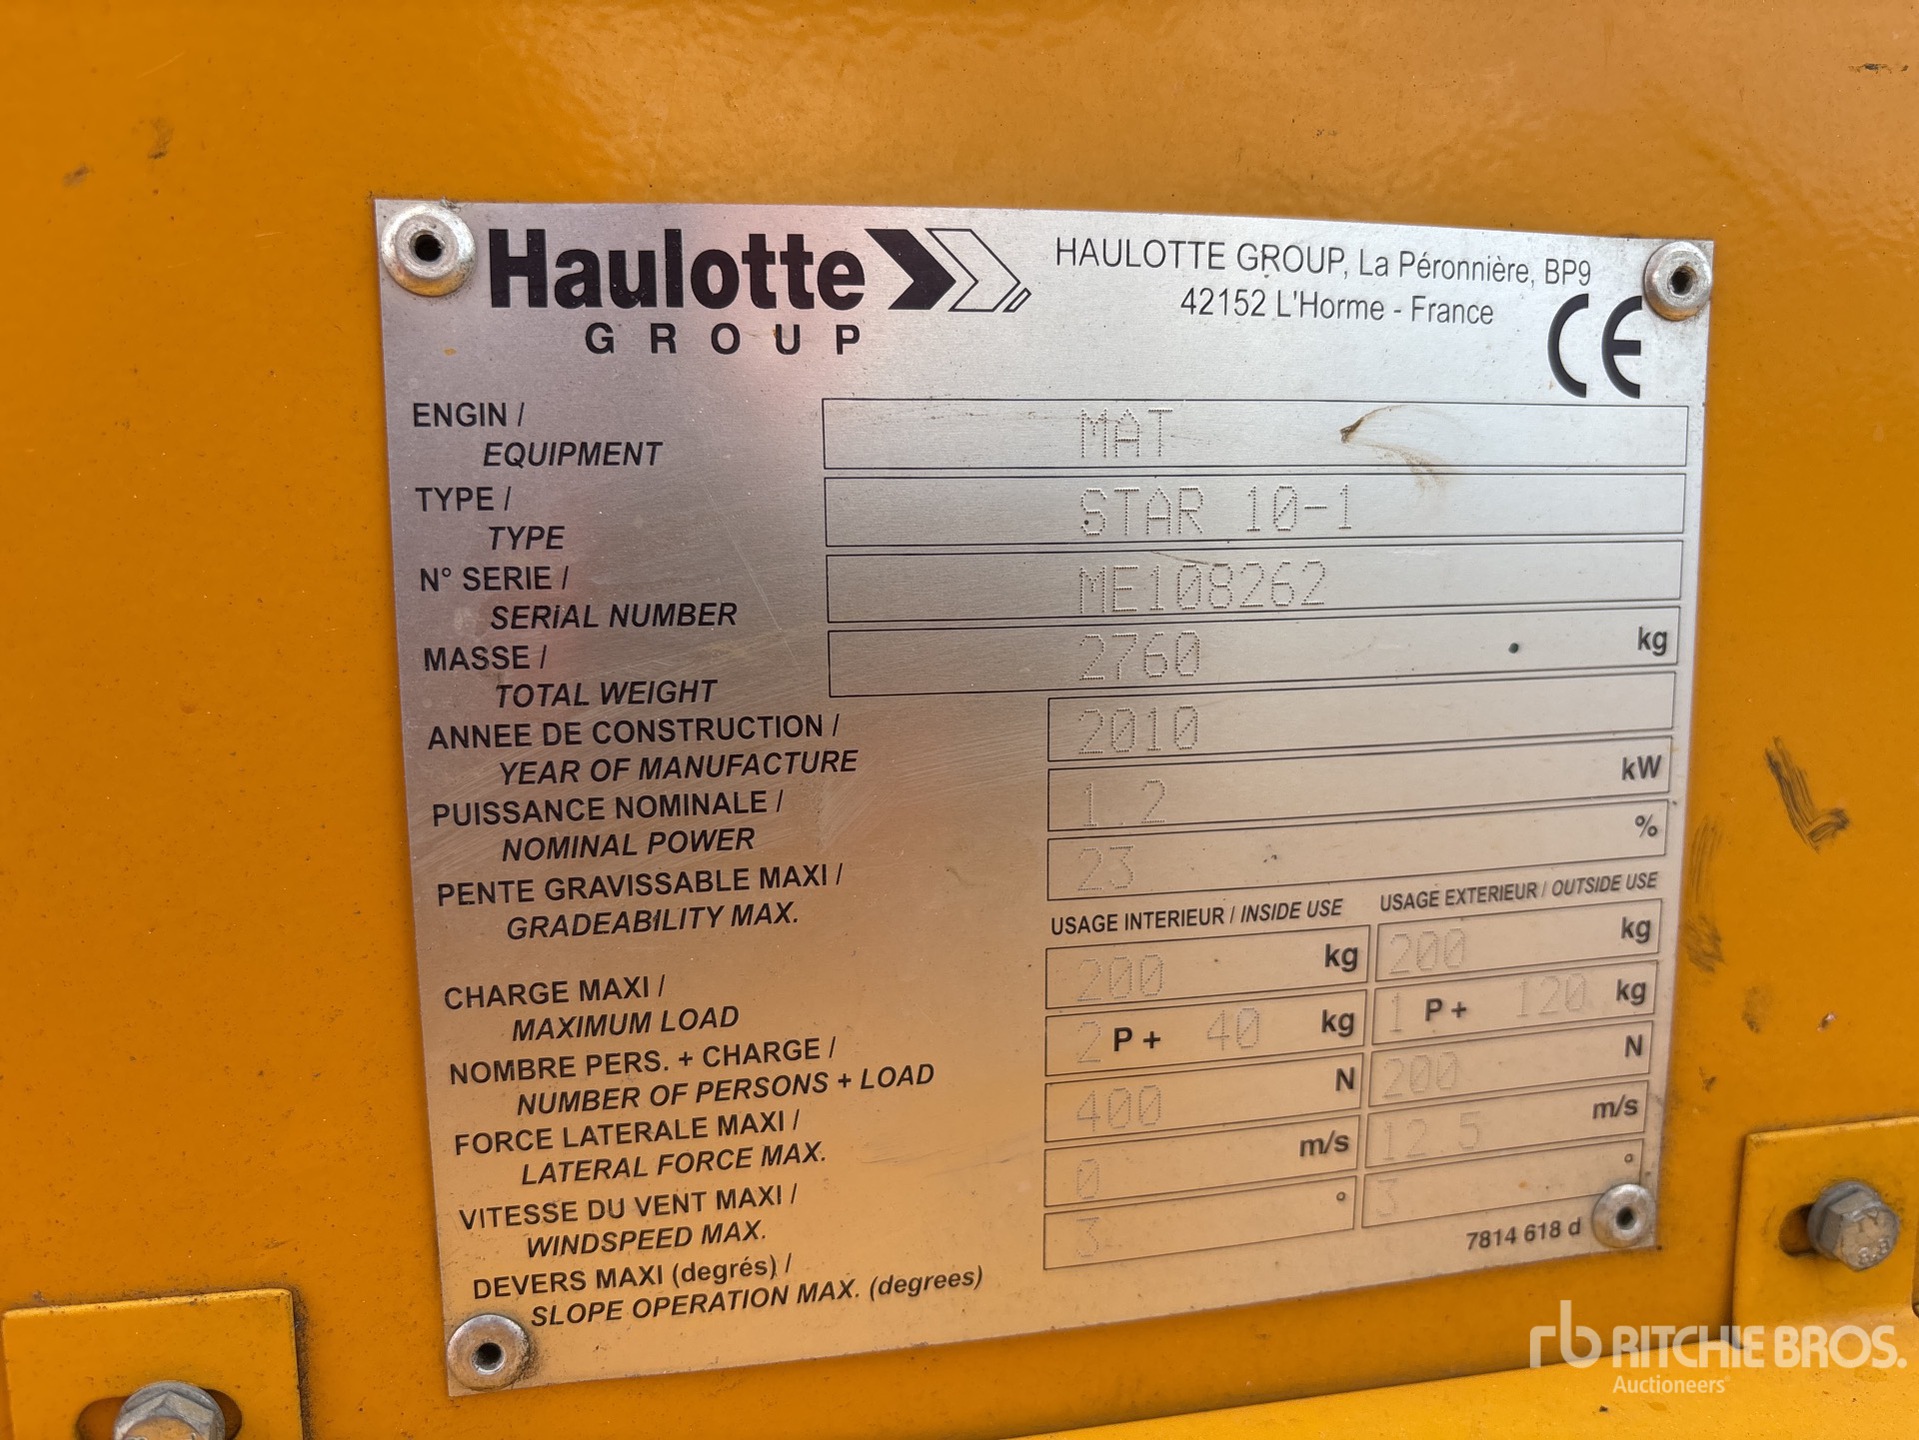 Haulotte
GROUP
HAULOTTE GROUP, La Péronnière, BP9
42152 L'Horme - France
CE
ENGIN /
EQUIPMENT
MAT
TYPE /
TYPE
STAR 10-1
N° SERIE /
SERIAL NUMBER
ME108262
MASSE /
TOTAL WEIGHT
2760 kg
ANNEE DE CONSTRUCTION /
YEAR OF MANUFACTURE
2010
PUISSANCE NOMINALE /
NOMINAL POWER
1.2 kW
PENTE GRAVISSABLE MAXI /
GRADEABILITY MAX.
23 %
USAGE INTERIEUR / INSIDE USE
USAGE EXTERIEUR / OUTSIDE USE
CHARGE MAXI /
MAXIMUM LOAD
200 kg
200 kg
NOMBRE PERS. + CHARGE /
NUMBER OF PERSONS + LOAD
2 P + 40 kg
1 P + 120 kg
FORCE LATERALE MAXI /
LATERAL FORCE MAX.
400 N
200 N
VITESSE DU VENT MAXI /
WINDSPEED MAX.
0 m/s
12.5 m/s
DEVERS MAXI (degrés) /
SLOPE OPERATION MAX. (degrees)
3 °
3 °
7814 618 d
8.8
rb RITCHIE BROS.
Auctioneers